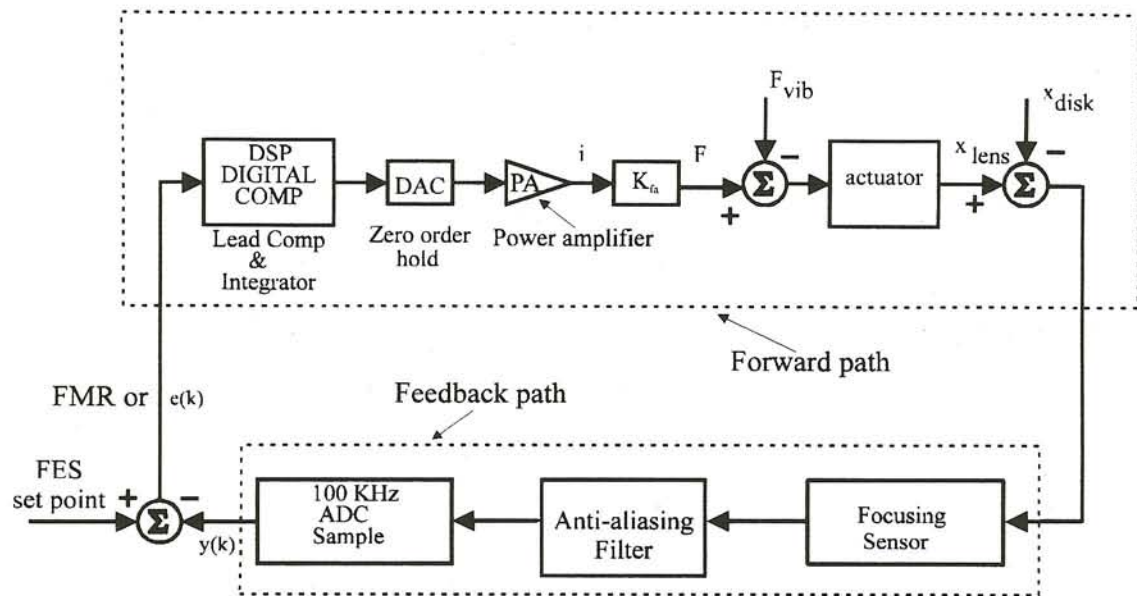 F vib
x disk
DSP
DIGITAL
COMP
DAC
PA
i
K fa
F
−
+
Σ
actuator
x lens
−
+
Σ
Lead Comp
&
Integrator
Zero order
hold
Power amplifier
Forward path
FMR or e(k)
Feedback path
FES
set point
+
−
Σ
y(k)
100 KHz
ADC
Sample
Anti-aliasing
Filter
Focusing
Sensor